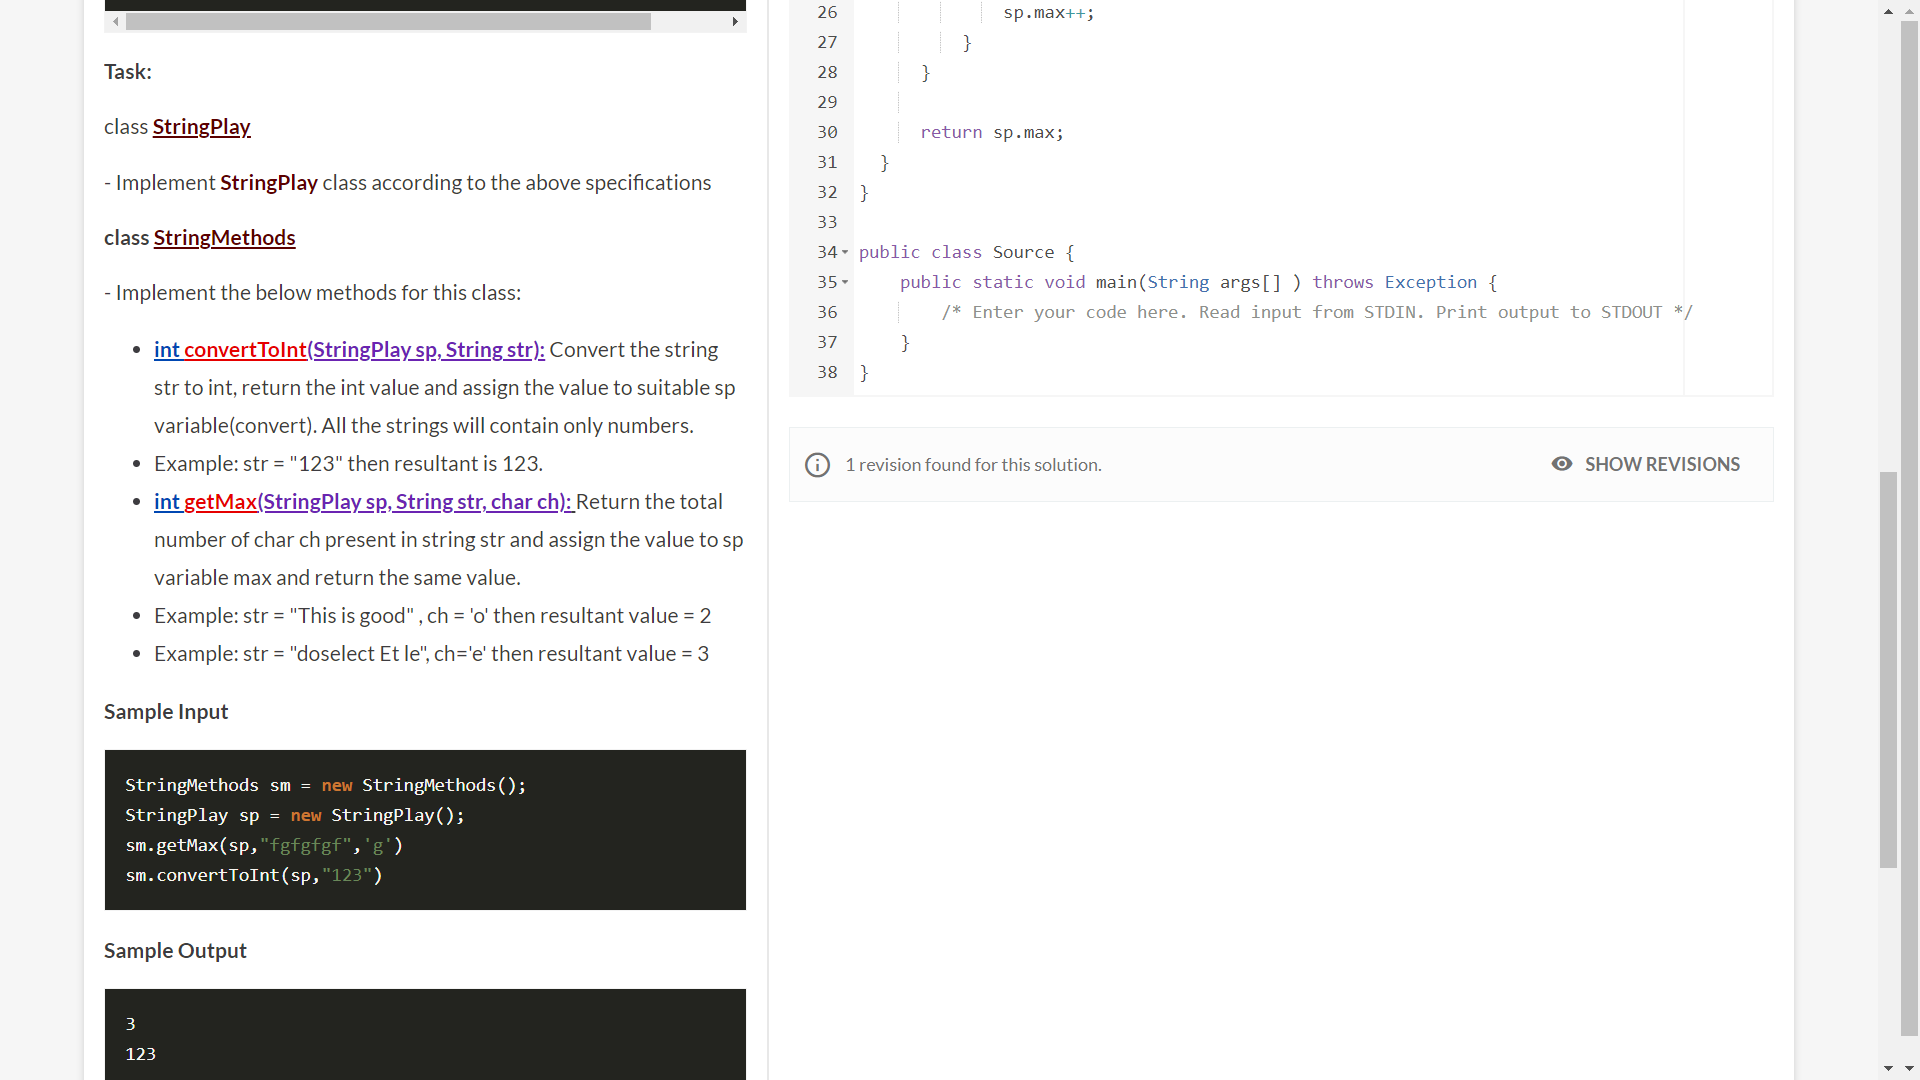 Task:
class StringPlay
- Implement StringPlay class according to the above specifications
class StringMethods
- Implement the below methods for this class:
int convertToInt(StringPlay sp, String str): Convert the string
str to int, return the int value and assign the value to suitable sp
variable(convert). All the strings will contain only numbers.
Example: str = "123" then resultant is 123.
int getMax(StringPlay sp, String str, char ch): Return the total
number of char ch present in string str and assign the value to sp
variable max and return the same value.
Example: str = "This is good" , ch = 'o' then resultant value = 2
Example: str = "doselect Et le", ch='e' then resultant value = 3
Sample Input
StringMethods sm = new StringMethods();
StringPlay sp = new StringPlay();
sm.getMax(sp,"fgfgfgf",'g')
sm.convertToInt(sp,"123")
Sample Output
3
123
26 sp.max++;
27 }
28 }
29
30 return sp.max;
31 }
32 }
33
34 public class Source {
35 public static void main(String args[] ) throws Exception {
36 /* Enter your code here. Read input from STDIN. Print output to STDOUT */
37 }
38 }
1 revision found for this solution.
SHOW REVISIONS